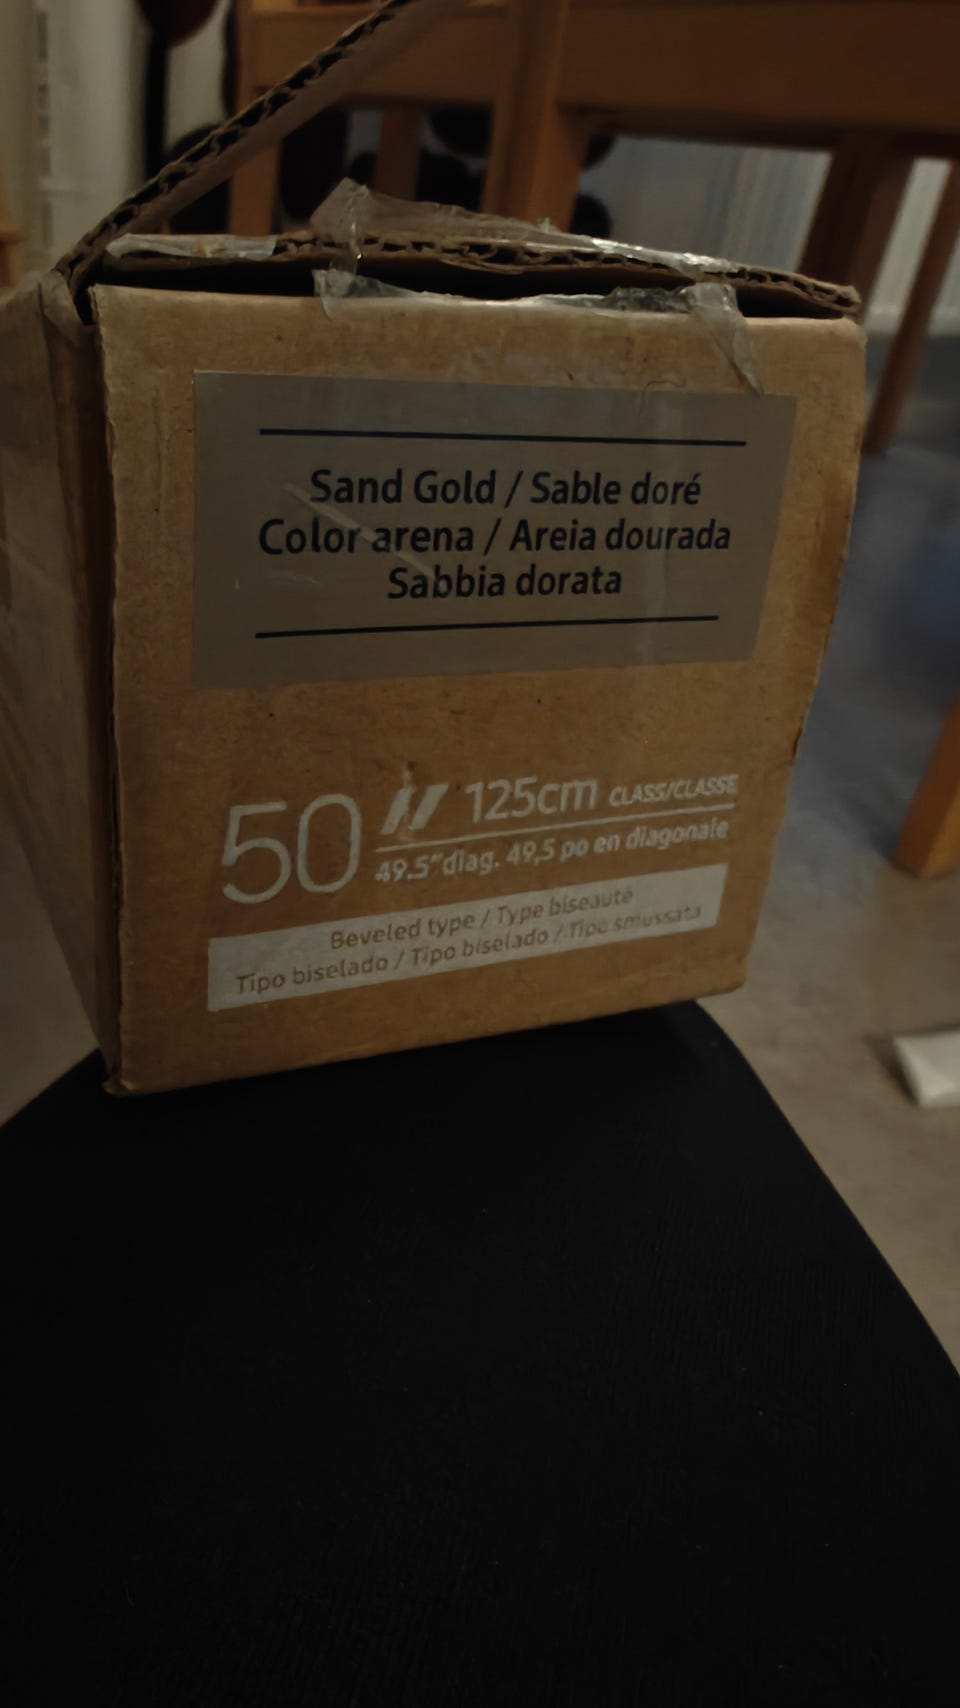 Sand Gold / Sable doré
Color arena / Areia dourada
Sabbia dorata
50" 125cm CLASS/CLASSE
49.5" diag. 49,5 po en diagonale
Beveled type / Type biseauté
Tipo biselado / Tipo biselado / Tipo smussata